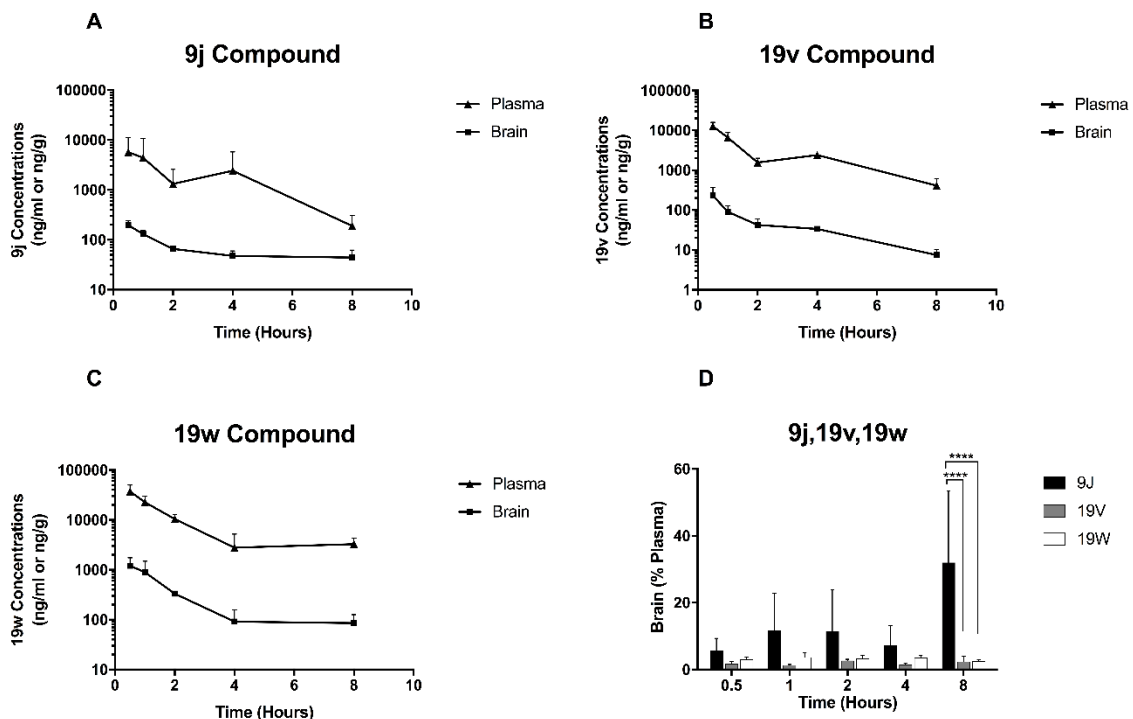 A
9j Compound
100000
10000
1000
100
10
0
2
4
6
8
10
9j Concentrations
(ng/ml or ng/g)
Time (Hours)
Plasma
Brain
B
19v Compound
100000
10000
1000
100
10
1
0
2
4
6
8
10
19v Concentrations
(ng/ml or ng/g)
Time (Hours)
Plasma
Brain
C
19w Compound
100000
10000
1000
100
10
0
2
4
6
8
10
19w Concentrations
(ng/ml or ng/g)
Time (Hours)
Plasma
Brain
D
9j,19v,19w
60
40
20
0
0.5
1
2
4
8
Brain (% Plasma)
Time (Hours)
****
****
9J
19V
19W